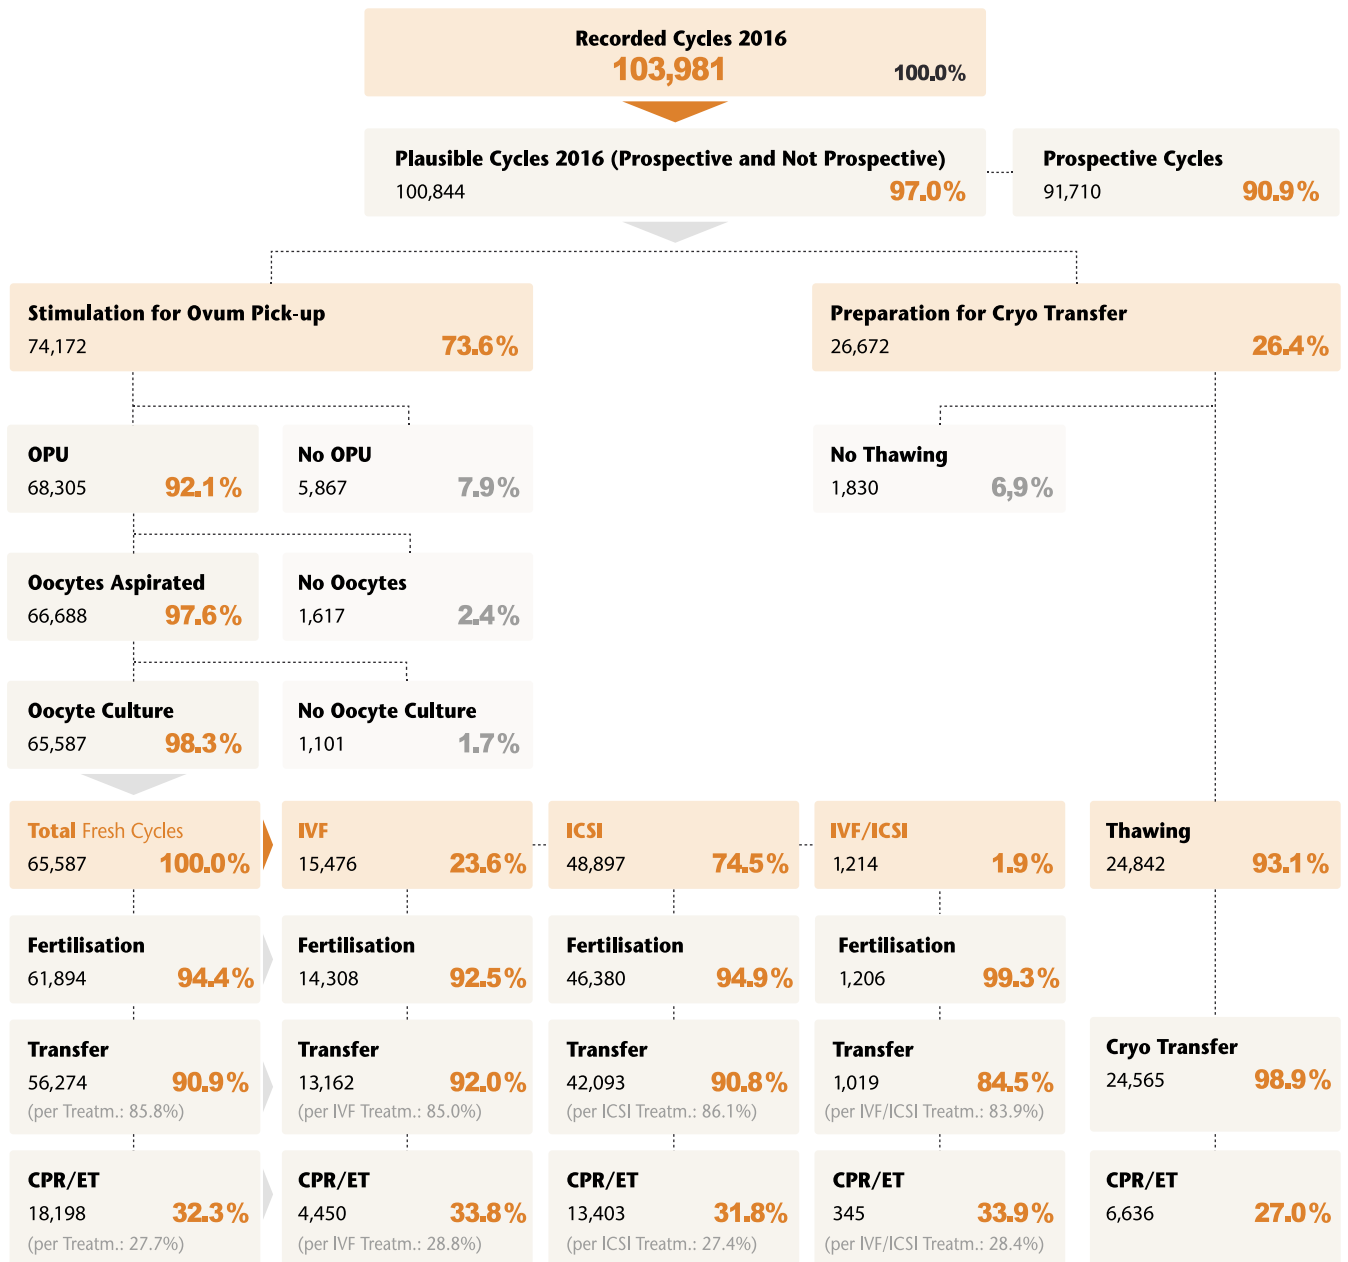 Recorded Cycles 2016
103,981 100.0%
Plausible Cycles 2016 (Prospective and Not Prospective)
100,844 97.0%
Prospective Cycles
91,710 90.9%
Stimulation for Ovum Pick-up
74,172 73.6%
Preparation for Cryo Transfer
26,672 26.4%
OPU
68,305 92.1%
No OPU
5,867 7.9%
No Thawing
1,830 6,9%
Oocytes Aspirated
66,688 97.6%
No Oocytes
1,617 2.4%
Oocyte Culture
65,587 98.3%
No Oocyte Culture
1,101 1.7%
Total Fresh Cycles
65,587 100.0%
IVF
15,476 23.6%
ICSI
48,897 74.5%
IVF/ICSI
1,214 1.9%
Thawing
24,842 93.1%
Fertilisation
61,894 94.4%
Fertilisation
14,308 92.5%
Fertilisation
46,380 94.9%
Fertilisation
1,206 99.3%
Transfer
56,274 90.9%
(per Treatm.: 85.8%)
Transfer
13,162 92.0%
(per IVF Treatm.: 85.0%)
Transfer
42,093 90.8%
(per ICSI Treatm.: 86.1%)
Transfer
1,019 84.5%
(per IVF/ICSI Treatm.: 83.9%)
Cryo Transfer
24,565 98.9%
CPR/ET
18,198 32.3%
(per Treatm.: 27.7%)
CPR/ET
4,450 33.8%
(per IVF Treatm.: 28.8%)
CPR/ET
13,403 31.8%
(per ICSI Treatm.: 27.4%)
CPR/ET
345 33.9%
(per IVF/ICSI Treatm.: 28.4%)
CPR/ET
6,636 27.0%